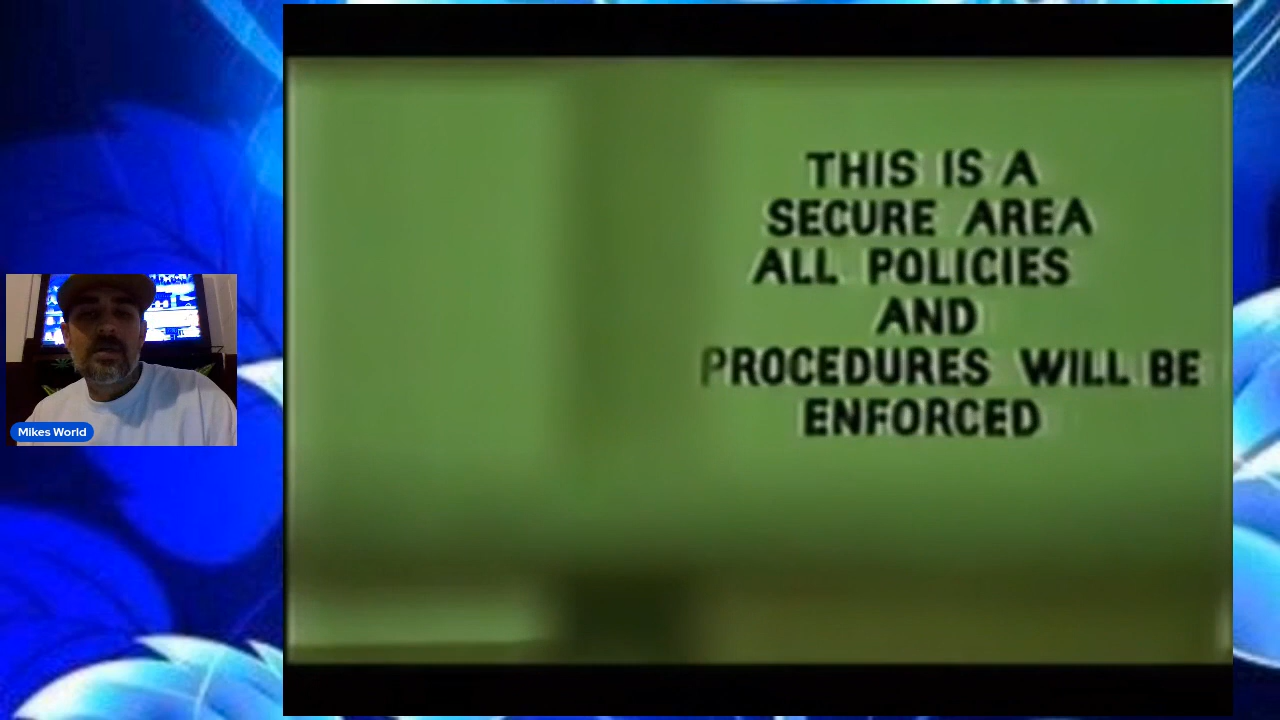 THIS IS A
SECURE AREA
ALL POLICIES
AND
PROCEDURES WILL BE
ENFORCED
Mikes World